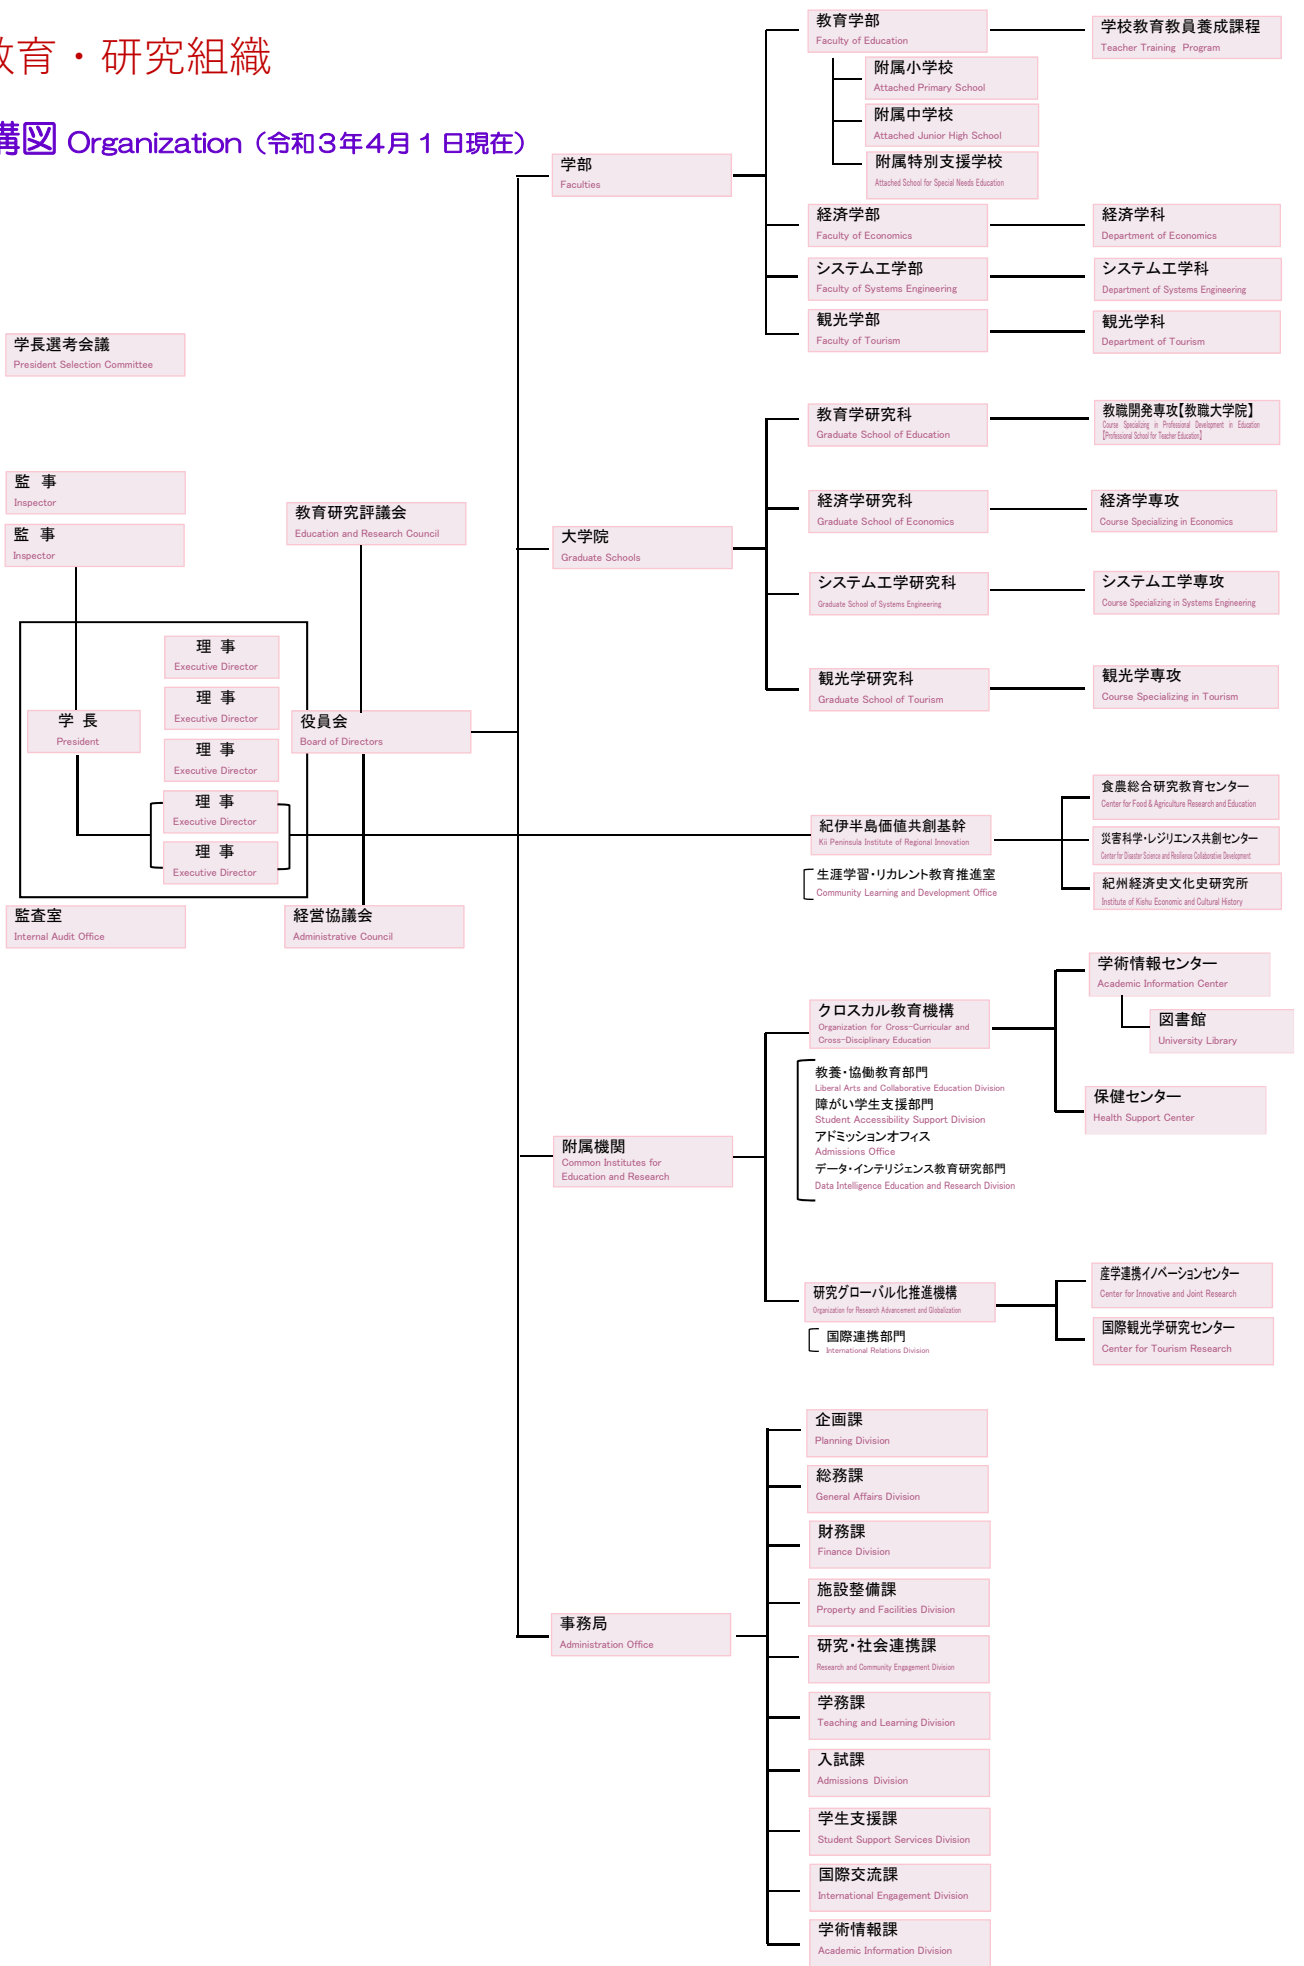 育・研究組織
図 Organization（令和３年４月１日現在）
学長選考会議
President Selection Committee
監 事
Inspector
監 事
Inspector
教育研究評議会
Education and Research Council
理 事
Executive Director
理 事
Executive Director
学 長
President
役員会
Board of Directors
理 事
Executive Director
理 事
Executive Director
理 事
Executive Director
監査室
Internal Audit Office
経営協議会
Administrative Council
学部
Faculties
教育学部
Faculty of Education
学校教育教員養成課程
Teacher Training Program
附属小学校
Attached Primary School
附属中学校
Attached Junior High School
附属特別支援学校
Attached School for Special Needs Education
経済学部
Faculty of Economics
経済学科
Department of Economics
システム工学部
Faculty of Systems Engineering
システム工学科
Department of Systems Engineering
観光学部
Faculty of Tourism
観光学科
Department of Tourism
大学院
Graduate Schools
教育学研究科
Graduate School of Education
教職開発専攻【教職大学院】
Course Specializing in Professional Development in Education
【Professional School for Teacher Education】
経済学研究科
Graduate School of Economics
経済学専攻
Course Specializing in Economics
システム工学研究科
Graduate School of Systems Engineering
システム工学専攻
Course Specializing in Systems Engineering
観光学研究科
Graduate School of Tourism
観光学専攻
Course Specializing in Tourism
紀伊半島価値共創基幹
Kii Peninsula Institute of Regional Innovation
生涯学習・リカレント教育推進室
Community Learning and Development Office
食農総合研究教育センター
Center for Food & Agriculture Research and Education
災害科学・レジリエンス共創センター
Center for Disaster Science and Resilience Collaborative Development
紀州経済史文化史研究所
Institute of Kishu Economic and Cultural History
附属機関
Common Institutes for
Education and Research
クロスカル教育機構
Organization for Cross-Curricular and
Cross-Disciplinary Education
教養・協働教育部門
Liberal Arts and Collaborative Education Division
障がい学生支援部門
Student Accessibility Support Division
アドミッションオフィス
Admissions Office
データ・インテリジェンス教育研究部門
Data Intelligence Education and Research Division
学術情報センター
Academic Information Center
図書館
University Library
保健センター
Health Support Center
研究グローバル化推進機構
Organization for Research Advancement and Globalization
国際連携部門
International Relations Division
産学連携イノベーションセンター
Center for Innovative and Joint Research
国際観光学研究センター
Center for Tourism Research
事務局
Administration Office
企画課
Planning Division
総務課
General Affairs Division
財務課
Finance Division
施設整備課
Property and Facilities Division
研究・社会連携課
Research and Community Engagement Division
学務課
Teaching and Learning Division
入試課
Admissions Division
学生支援課
Student Support Services Division
国際交流課
International Engagement Division
学術情報課
Academic Information Division